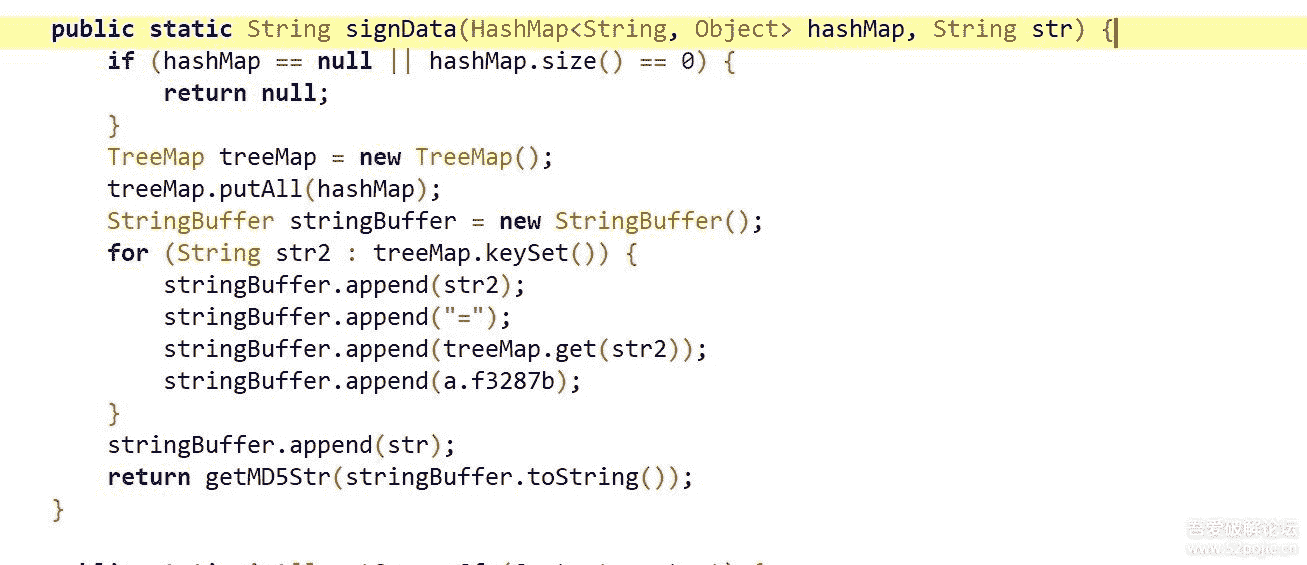 public static String signData(HashMap<String, Object> hashMap, String str) {
    if (hashMap == null || hashMap.size() == 0) {
        return null;
    }
    TreeMap treeMap = new TreeMap();
    treeMap.putAll(hashMap);
    StringBuffer stringBuffer = new StringBuffer();
    for (String str2 : treeMap.keySet()) {
        stringBuffer.append(str2);
        stringBuffer.append("=");
        stringBuffer.append(treeMap.get(str2));
        stringBuffer.append(a.f3287b);
    }
    stringBuffer.append(str);
    return getMD5Str(stringBuffer.toString());
}
吾爱破解论坛
www.52pojie.cn